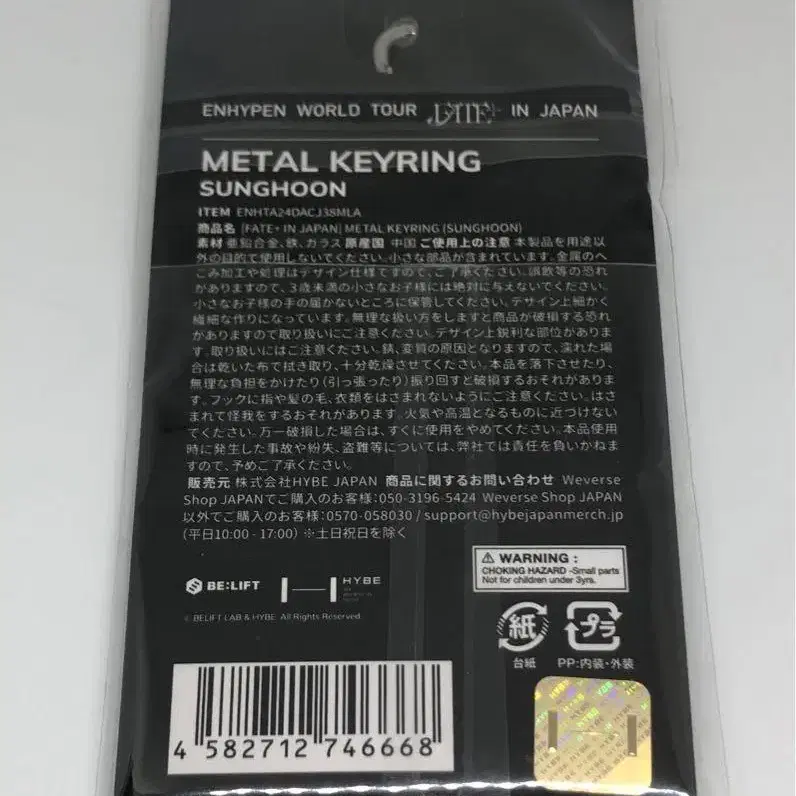 ENHYPEN WORLD TOUR FATE+ IN JAPAN
METAL KEYRING
SUNGHOON
ITEM ENHTA24DACJ38MLA
商品名 [FATE+ IN JAPAN] METAL KEYRING (SUNGHOON)
素材 亜鉛合金、鉄、ガラス 原産国 中国 ご使用上の注意 本製品を用途以
外の目的で使用しないでください。小さな部品が含まれています。金属のへ
こみ加工や処理はデザイン仕様ですので、ご了承ください。誤飲等の恐れ
がありますので、3歳未満の小さなお子様には絶対に与えないでください。
小さなお子様の手の届かないところに保管してください。デザイン上細かく
極細な作りになっています。無理な扱い方をしますと商品が破損する恐れ
がありますので取り扱いにご注意ください。デザイン上鋭利な部位がありま
す。取り扱いにはご注意ください。錆、変質の原因となりますので、濡れた場
合は乾いた布で拭き取り、十分乾燥させてください。本品を落下させたり、
無理な負担をかけたり(引っ張ったり)振り回すと破損するおそれがありま
す。フックに指や髪の毛、衣類をはさまれないようにご注意ください。はさ
まれて怪我をするおそれがあります。火気や高温となるものに近づけない
でください。万一破損した場合は、すぐに使用をやめてください。本品使用
時に発生した事故や紛失、盗難等については、弊社では責任を負いかねま
すので、予めご了承ください。
販売元 株式会社HYBE JAPAN 商品に関するお問い合わせ Weverse
Shop JAPANでご購入のお客様:050-3196-5424 Weverse Shop JAPAN
以外でご購入のお客様:0570-058030 / support@hybejapanmerch.jp
(平日10:00 - 17:00) ※土日祝日を除く
WARNING :
CHOKING HAZARD -Small parts
Not for children under 3yrs.
BE:LIFT HYBE
© BELIFT LAB & HYBE. All Rights Reserved.
紙 プラ
台紙 PP:内装・外装
4 582712 746668